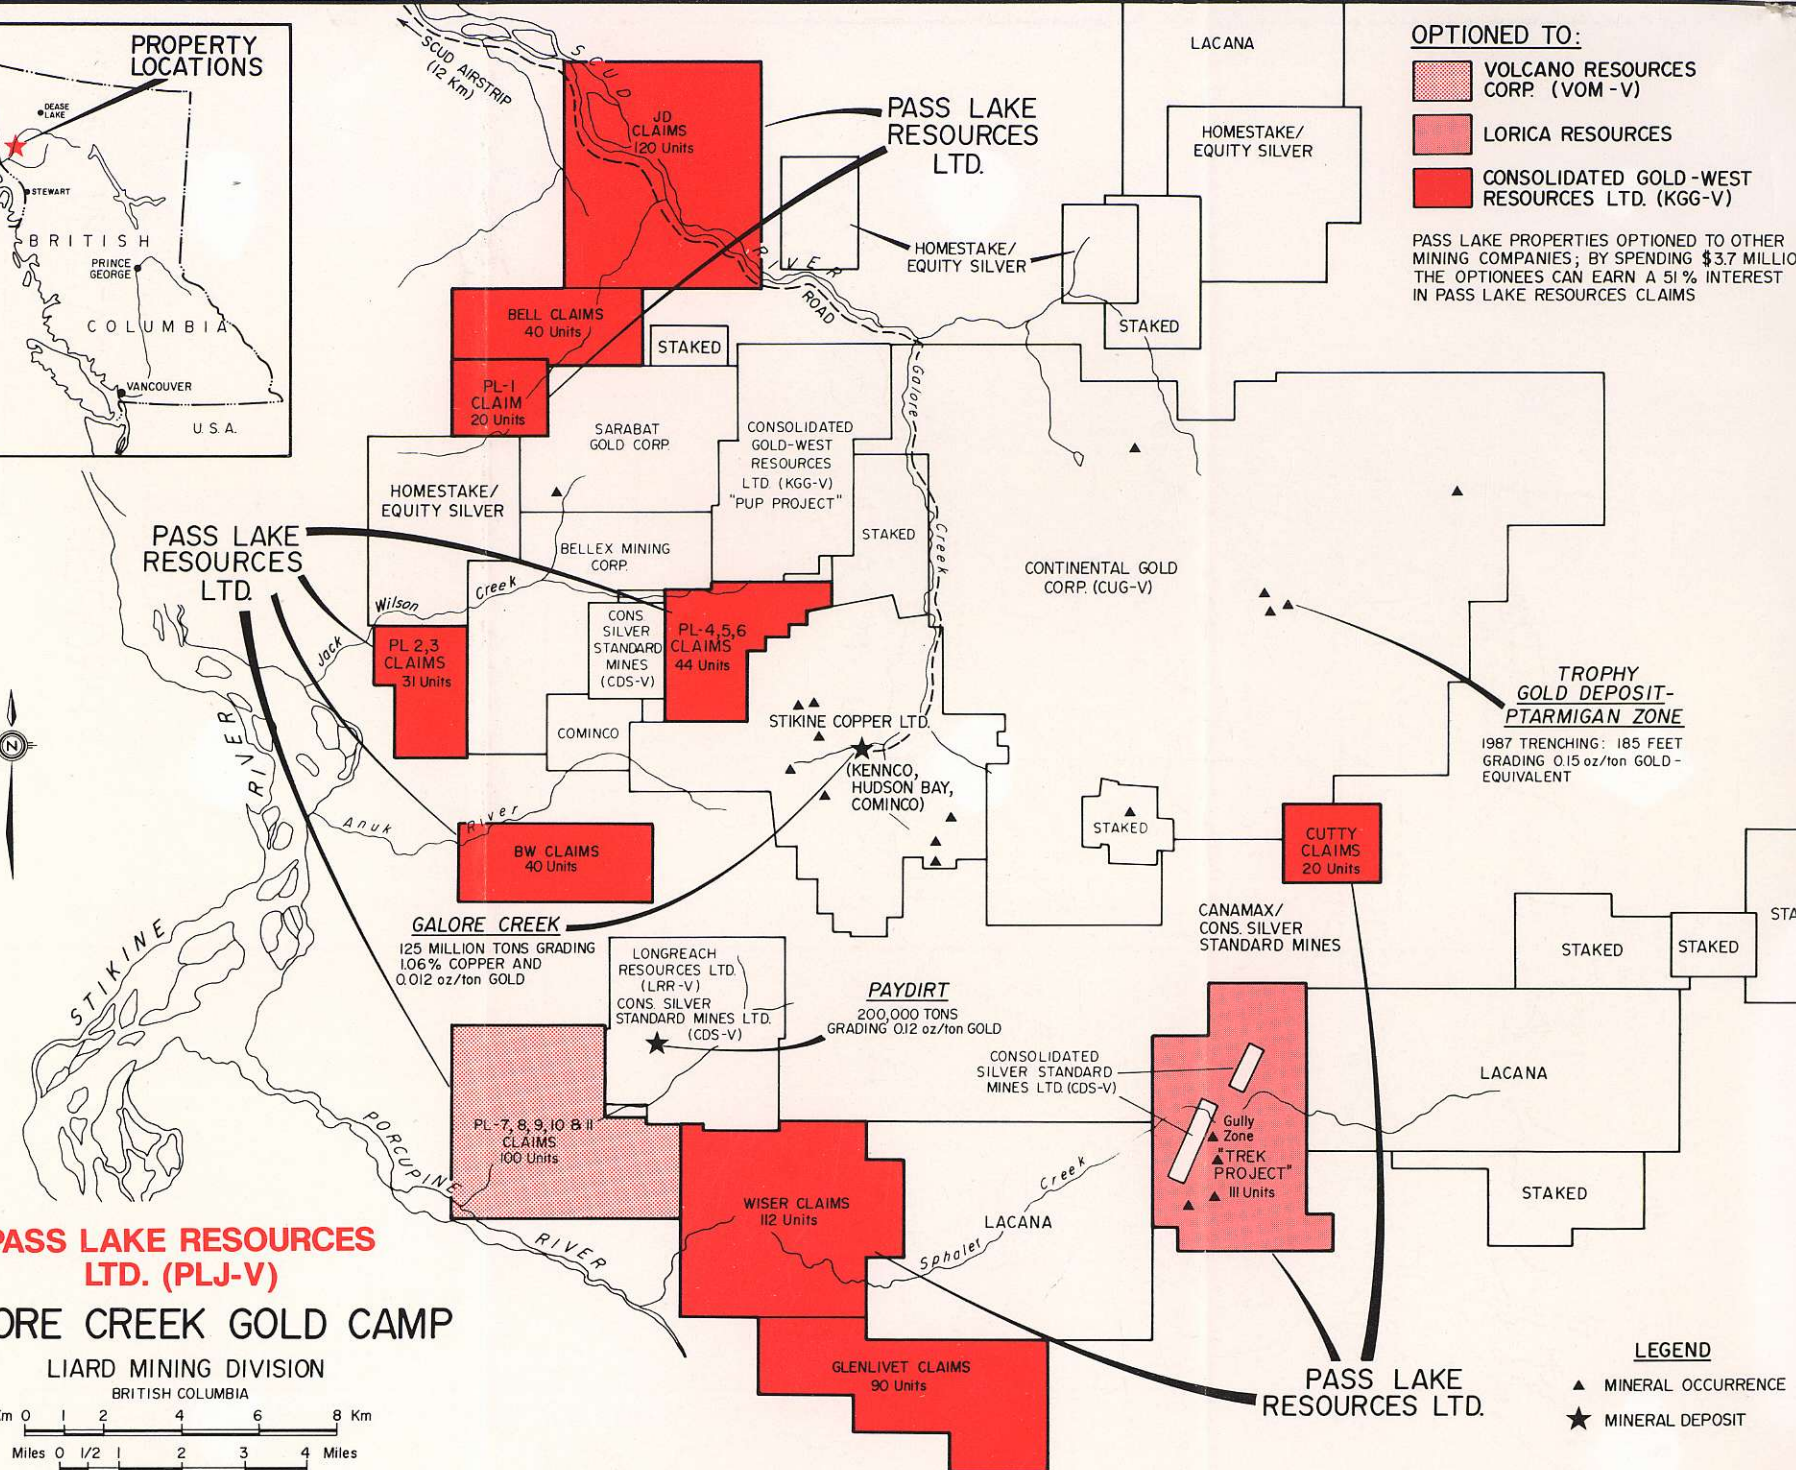 PROPERTY
LOCATIONS
DEASE
LAKE
STEWART
BRITISH
PRINCE
GEORGE
COLUMBIA
VANCOUVER
U.S.A.
SCUD AIRSTRIP
(12 Km)
SCUD
RIVER
ROAD
JD
CLAIMS
120 Units
PASS LAKE
RESOURCES
LTD.
BELL CLAIMS
40 Units
PL-1
CLAIM
20 Units
STAKED
HOMESTAKE/
EQUITY SILVER
LACANA
HOMESTAKE/
EQUITY SILVER
STAKED
OPTIONED TO:
VOLCANO RESOURCES
CORP. (VOM-V)
LORICA RESOURCES
CONSOLIDATED GOLD-WEST
RESOURCES LTD. (KGG-V)
PASS LAKE PROPERTIES OPTIONED TO OTHER
MINING COMPANIES; BY SPENDING $3.7 MILLIO
THE OPTIONEES CAN EARN A 51% INTEREST
IN PASS LAKE RESOURCES CLAIMS
SARABAT
GOLD CORP.
CONSOLIDATED
GOLD-WEST
RESOURCES
LTD (KGG-V)
"PUP PROJECT"
Galore
Creek
HOMESTAKE/
EQUITY SILVER
BELLEX MINING
CORP.
STAKED
CONTINENTAL GOLD
CORP. (CUG-V)
PASS LAKE
RESOURCES
LTD.
Jack
Wilson
Creek
PL 2,3
CLAIMS
31 Units
CONS
SILVER
STANDARD
MINES
(CDS-V)
PL-4,5,6
CLAIMS
44 Units
COMINCO
STIKINE COPPER LTD.
(KENNCO,
HUDSON BAY,
COMINCO)
TROPHY
GOLD DEPOSIT-
PTARMIGAN ZONE
1987 TRENCHING: 185 FEET
GRADING 0.15 oz/ton GOLD-
EQUIVALENT
N
STIKINE
RIVER
Anuk
River
BW CLAIMS
40 Units
STAKED
CUTTY
CLAIMS
20 Units
GALORE CREEK
125 MILLION TONS GRADING
1.06% COPPER AND
0.012 oz/ton GOLD
CANAMAX/
CONS. SILVER
STANDARD MINES
STAKED
STAKED
STA
LONGREACH
RESOURCES LTD.
(LRR-V)
CONS. SILVER
STANDARD MINES LTD.
(CDS-V)
PAYDIRT
200,000 TONS
GRADING 0.12 oz/ton GOLD
CONSOLIDATED
SILVER STANDARD
MINES LTD. (CDS-V)
LACANA
PL-7, 8, 9, 10 & 11
CLAIMS
100 Units
PORCUPINE
RIVER
Gully
Zone
"TREK
PROJECT"
111 Units
WISER CLAIMS
112 Units
LACANA
Sphaler
Creek
STAKED
GLENLIVET CLAIMS
90 Units
PASS LAKE
RESOURCES LTD.
PASS LAKE RESOURCES
LTD. (PLJ-V)
ORE CREEK GOLD CAMP
LIARD MINING DIVISION
BRITISH COLUMBIA
Km 0 1 2 4 6 8 Km
Miles 0 1/2 1 2 3 4 Miles
LEGEND
MINERAL OCCURRENCE
MINERAL DEPOSIT